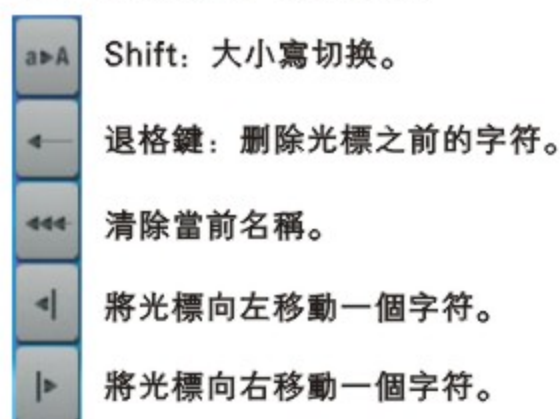 a▶A Shift：大小寫切换。
退格鍵：删除光標之前的字符。
清除當前名稱。
將光標向左移動一個字符。
將光標向右移動一個字符。